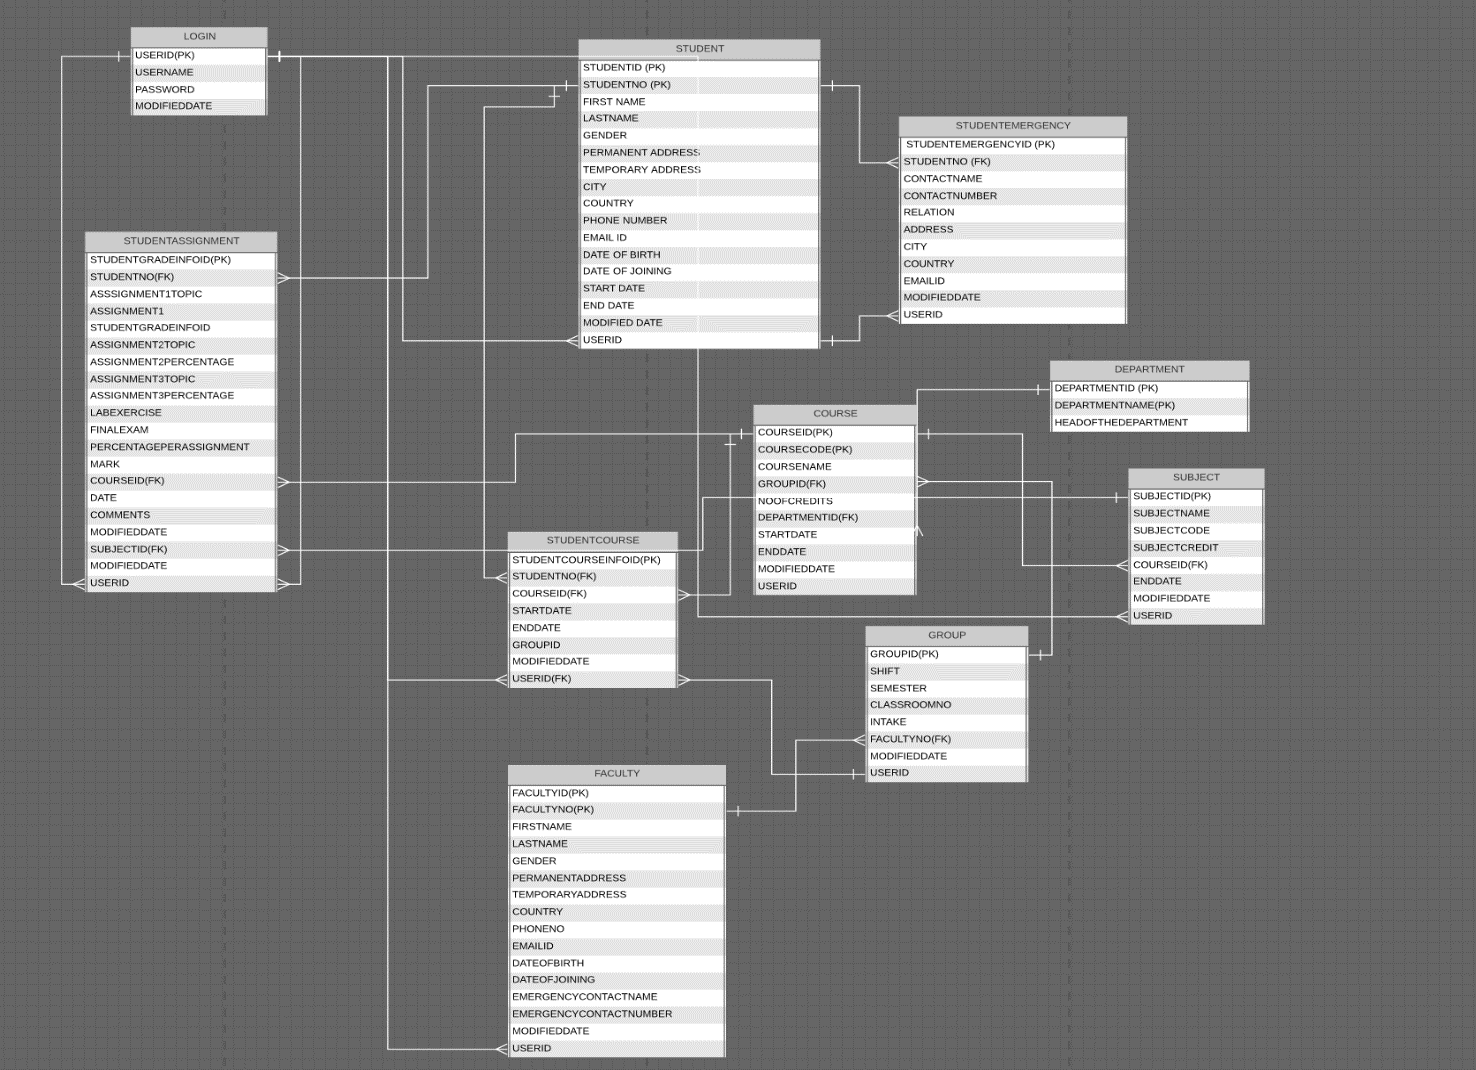 LOGIN
USERID(PK)
USERNAME
PASSWORD
MODIFIEDDATE
STUDENT
STUDENTID (PK)
STUDENTNO (PK)
FIRST NAME
LASTNAME
GENDER
PERMANENT ADDRESS
TEMPORARY ADDRESS
CITY
COUNTRY
PHONE NUMBER
EMAIL ID
DATE OF BIRTH
DATE OF JOINING
START DATE
END DATE
MODIFIED DATE
USERID
STUDENTEMERGENCY
STUDENTEMERGENCYID (PK)
STUDENTNO (FK)
CONTACTNAME
CONTACTNUMBER
RELATION
ADDRESS
CITY
COUNTRY
EMAILID
MODIFIEDDATE
USERID
STUDENTASSIGNMENT
STUDENTGRADEINFOID(PK)
STUDENTNO(FK)
ASSSIGNMENT1TOPIC
ASSIGNMENT1
STUDENTGRADEINFOID
ASSIGNMENT2TOPIC
ASSIGNMENT2PERCENTAGE
ASSIGNMENT3TOPIC
ASSIGNMENT3PERCENTAGE
LABEXERCISE
FINALEXAM
PERCENTAGEPERASSIGNMENT
MARK
COURSEID(FK)
DATE
COMMENTS
MODIFIEDDATE
SUBJECTID(FK)
MODIFIEDDATE
USERID
DEPARTMENT
DEPARTMENTID (PK)
DEPARTMENTNAME(PK)
HEADOFTHEDEPARTMENT
COURSE
COURSEID(PK)
COURSECODE(PK)
COURSENAME
GROUPID(FK)
NOOFCREDITS
DEPARTMENTID(FK)
STARTDATE
ENDDATE
MODIFIEDDATE
USERID
SUBJECT
SUBJECTID(PK)
SUBJECTNAME
SUBJECTCODE
SUBJECTCREDIT
COURSEID(FK)
ENDDATE
MODIFIEDDATE
USERID
STUDENTCOURSE
STUDENTCOURSEINFOID(PK)
STUDENTNO(FK)
COURSEID(FK)
STARTDATE
ENDDATE
GROUPID
MODIFIEDDATE
USERID(FK)
GROUP
GROUPID(PK)
SHIFT
SEMESTER
CLASSROOMNO
INTAKE
FACULTYNO(FK)
MODIFIEDDATE
USERID
FACULTY
FACULTYID(PK)
FACULTYNO(PK)
FIRSTNAME
LASTNAME
GENDER
PERMANENTADDRESS
TEMPORARYADDRESS
COUNTRY
PHONENO
EMAILID
DATEOFBIRTH
DATEOFJOINING
EMERGENCYCONTACTNAME
EMERGENCYCONTACTNUMBER
MODIFIEDDATE
USERID